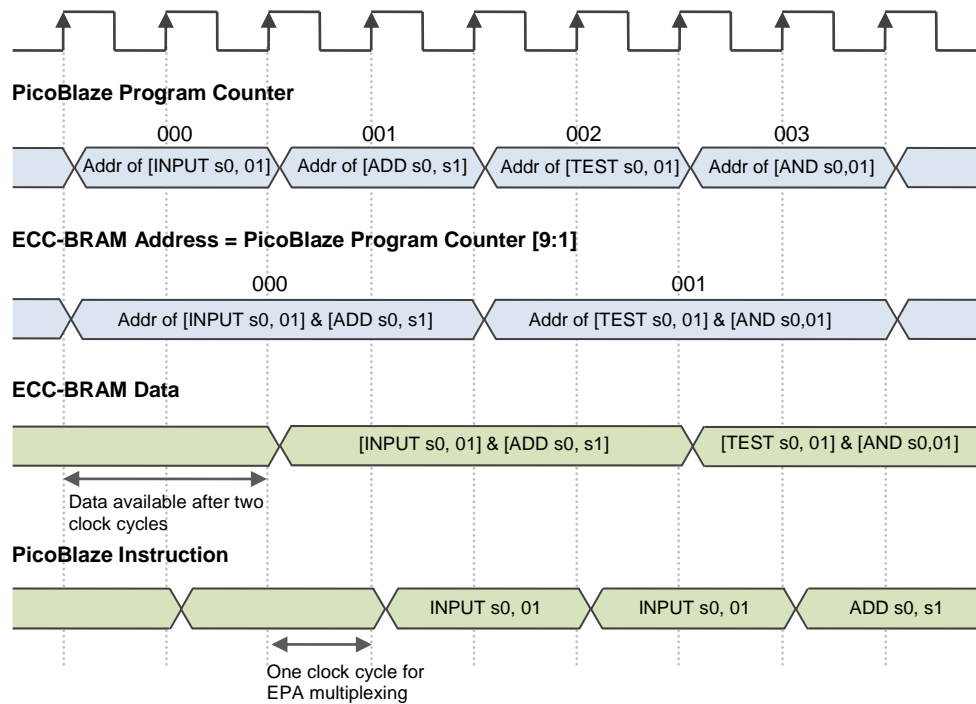 PicoBlaze Program Counter
000 001 002 003
Addr of [INPUT s0, 01] Addr of [ADD s0, s1] Addr of [TEST s0, 01] Addr of [AND s0,01]
ECC-BRAM Address = PicoBlaze Program Counter [9:1]
000 001
Addr of [INPUT s0, 01] & [ADD s0, s1] Addr of [TEST s0, 01] & [AND s0,01]
ECC-BRAM Data
[INPUT s0, 01] & [ADD s0, s1] [TEST s0, 01] & [AND s0,01]
Data available after two
clock cycles
PicoBlaze Instruction
INPUT s0, 01 INPUT s0, 01 ADD s0, s1
One clock cycle for
EPA multiplexing